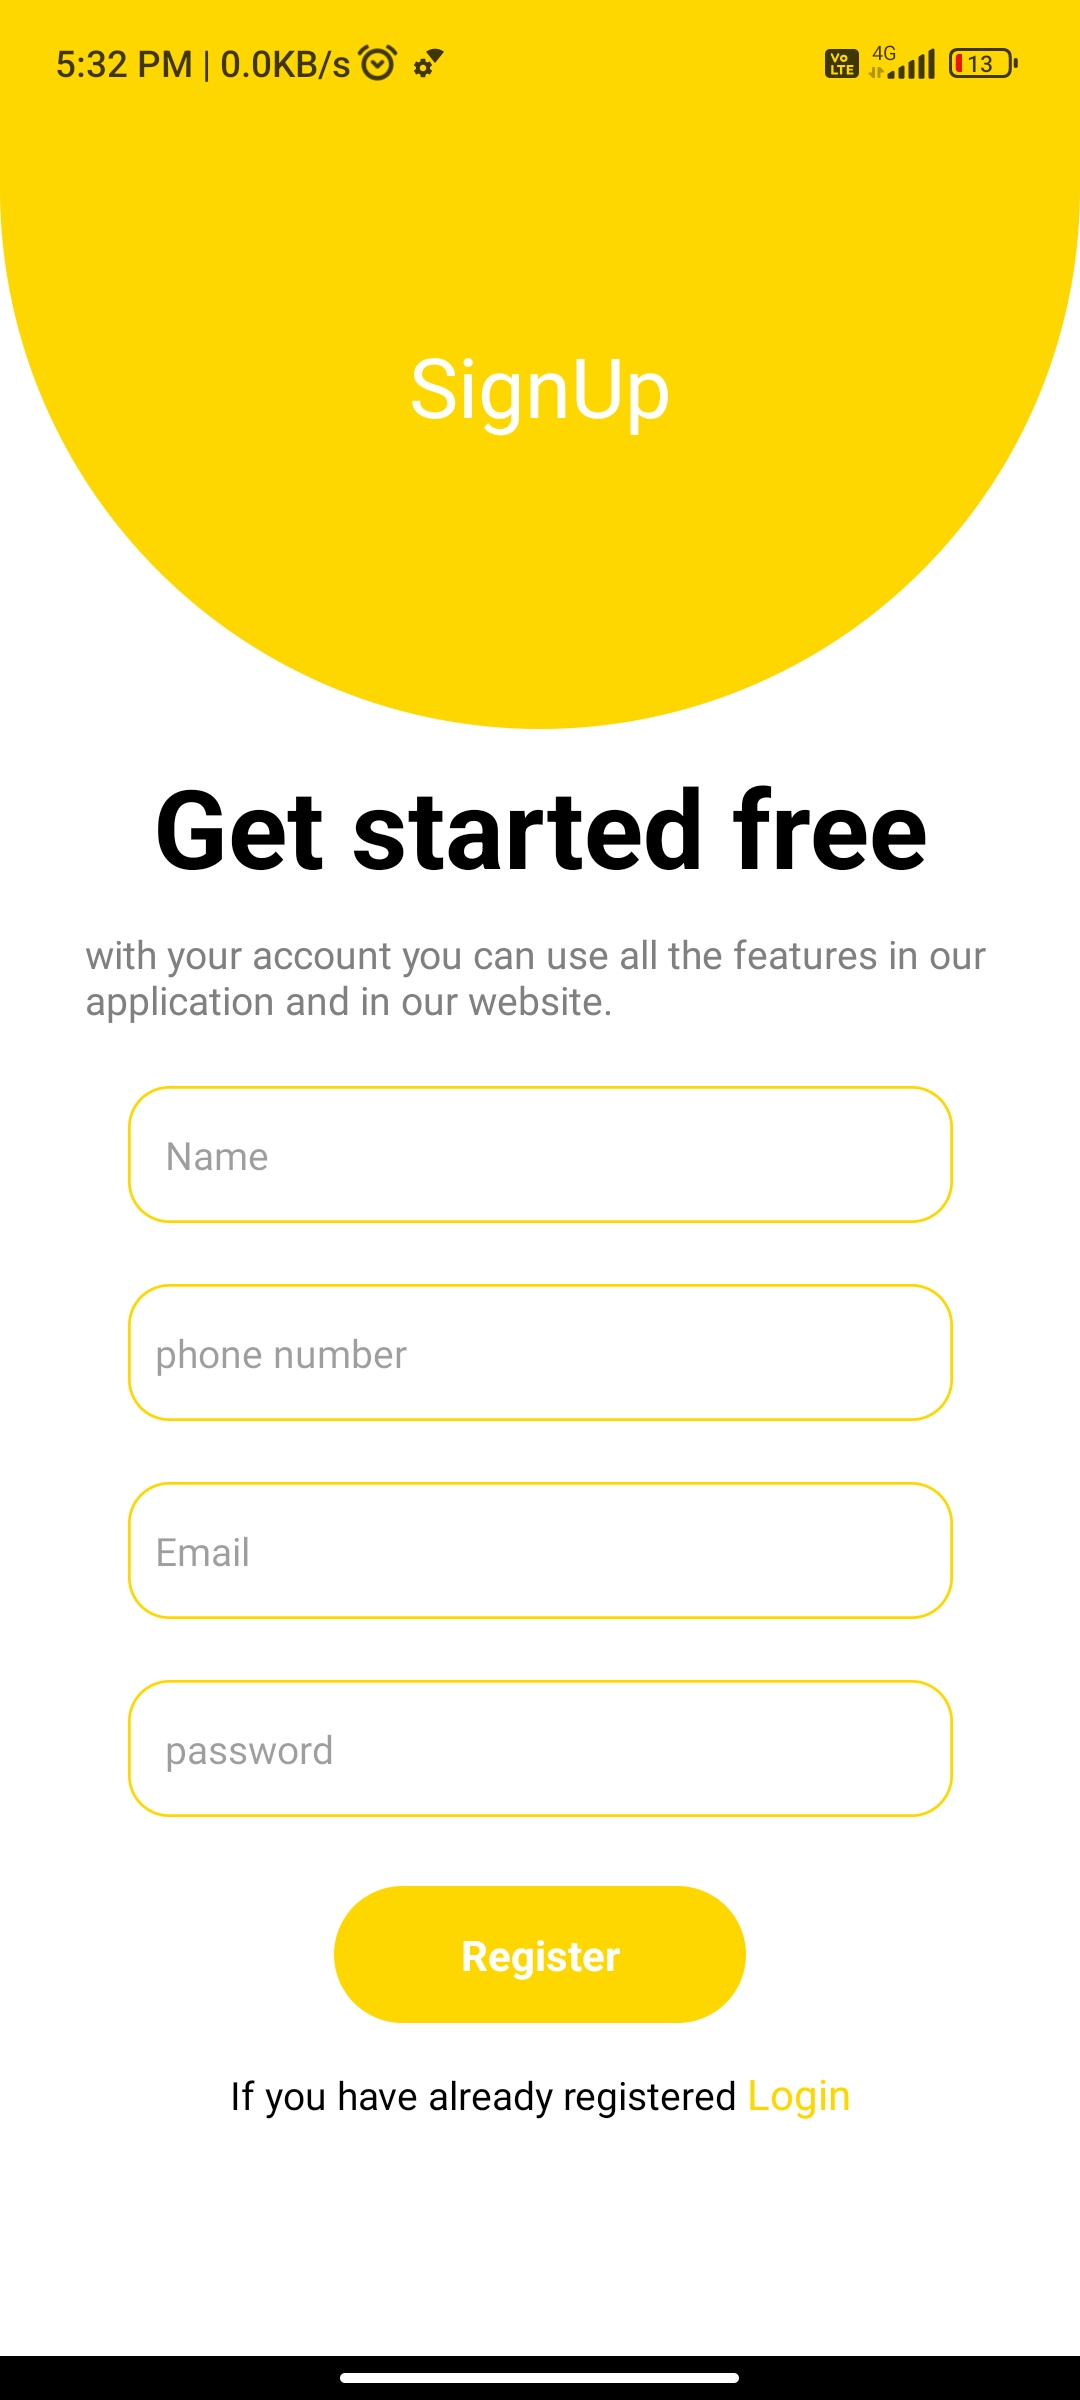 5:32 PM | 0.0KB/s Vo LTE 4G 13
SignUp
Get started free
with your account you can use all the features in our
application and in our website.
Name
phone number
Email
password
Register
If you have already registered Login